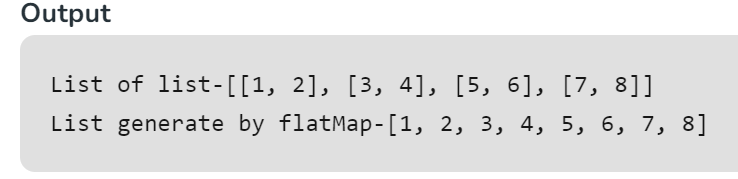 Output
List of list-[[1, 2], [3, 4], [5, 6], [7, 8]]
List generate by flatMap-[1, 2, 3, 4, 5, 6, 7, 8]